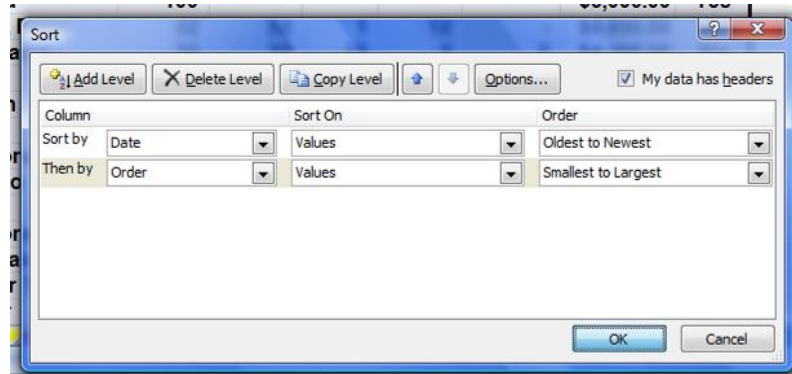 Sort
Add Level Delete Level Copy Level Options... My data has headers
Column Sort On Order
Sort by Date Values Oldest to Newest
Then by Order Values Smallest to Largest
OK Cancel